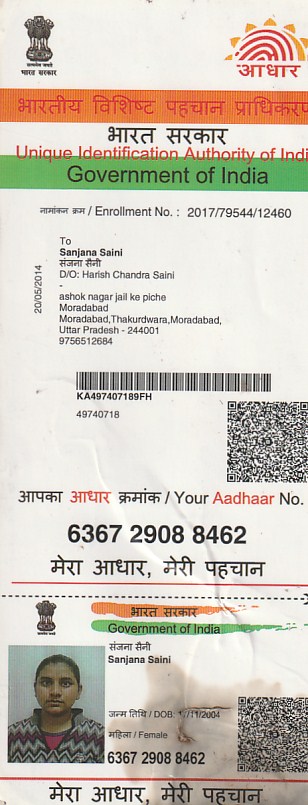 भारत सरकार
आधार
भारतीय विशिष्ट पहचान
भारत सरकार
Unique Identification Authority of
Government of India
नामांकन क्रम / Enrollment No. : 2017/79544/12460
20/05/2014
To
Sanjana Saini
संजना सैनी
D/O: Harish Chandra Saini
-
ashok nagar jail ke piche
Moradabad
Moradabad,Thakurdwara,Moradabad,
Uttar Pradesh - 244001
9756512684
KA497407189FH
49740718
आपका आधार क्रमांक / Your Aadhaar No.
6367 2908 8462
मेरा आधार, मेरी पहचान
भारत सरकार
Government of India
संजना सैनी
Sanjana Saini
जन्म तिथि / DOB: /11/2004
महिला / Female
6367 2908 8462
मेरा आधार, मेरी पहचान